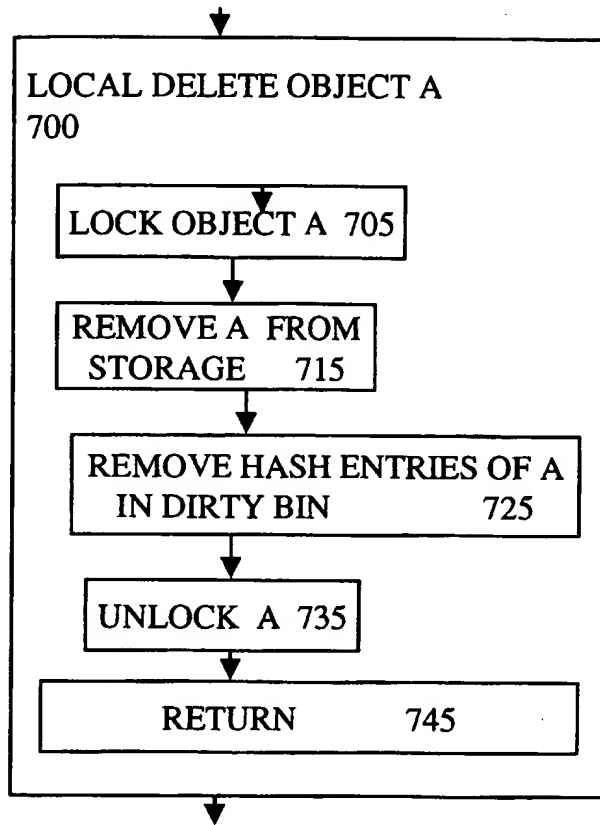 LOCAL DELETE OBJECT A
700
LOCK OBJECT A 705
REMOVE A FROM
STORAGE 715
REMOVE HASH ENTRIES OF A
IN DIRTY BIN 725
UNLOCK A 735
RETURN 745